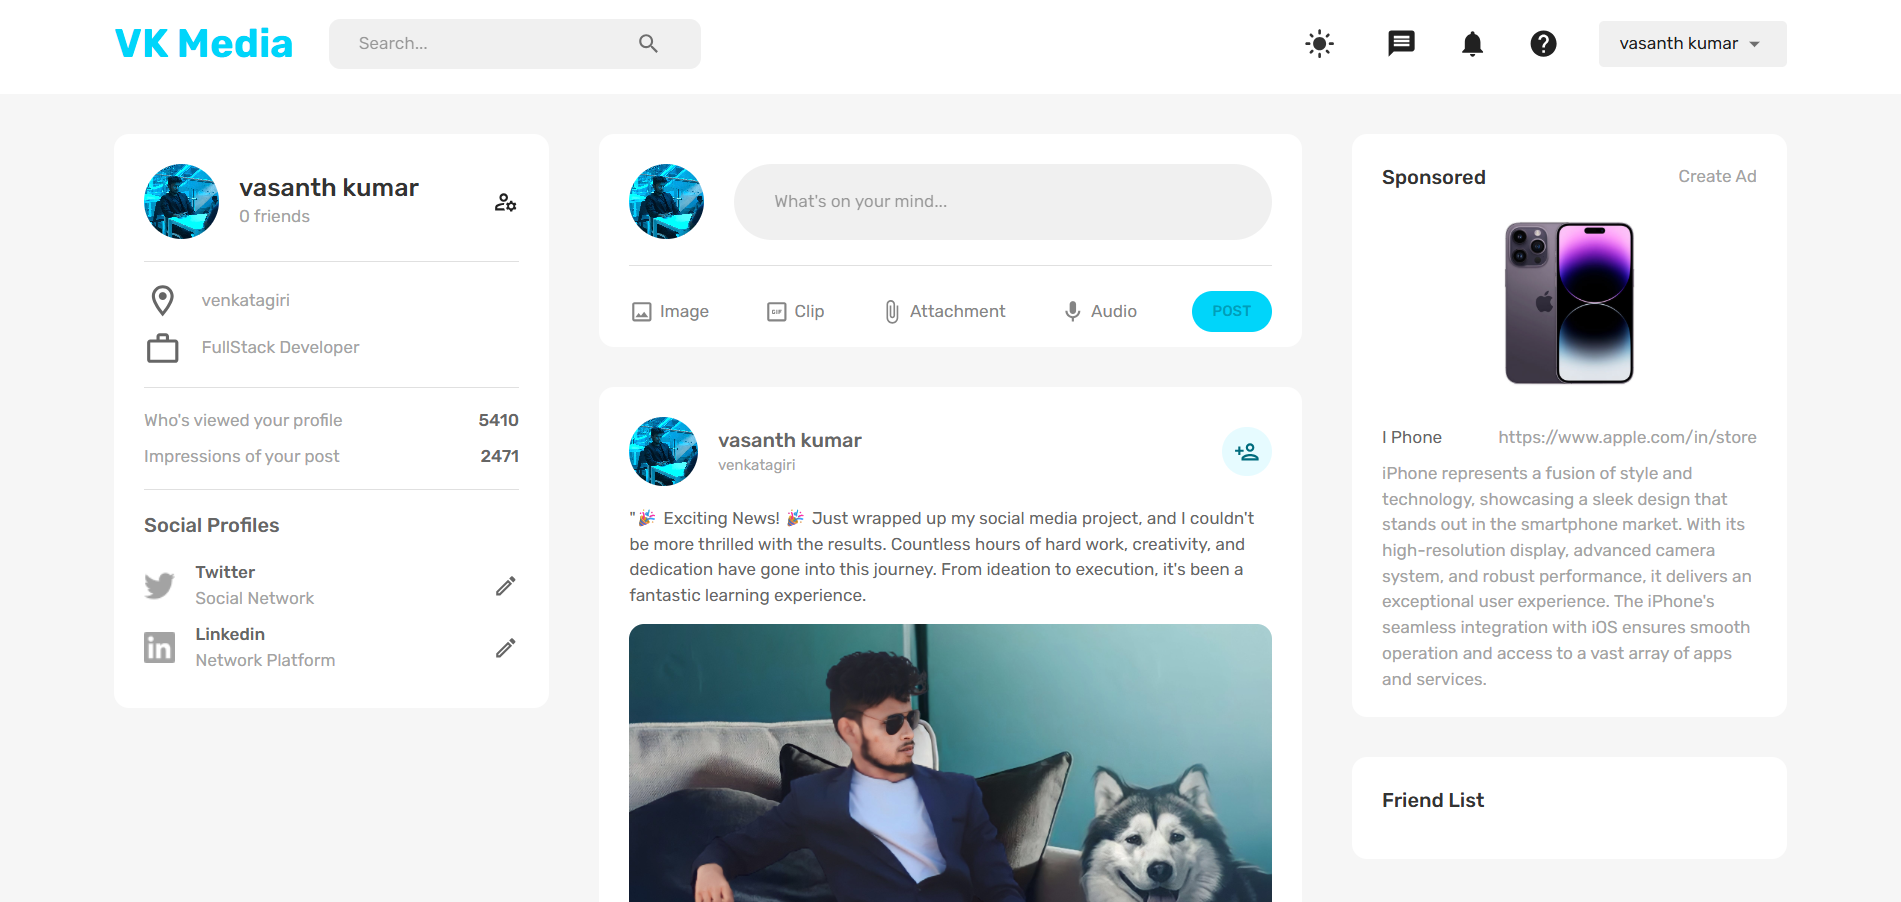 VK Media
Search...
vasanth kumar
vasanth kumar
0 friends
venkatagiri
FullStack Developer
Who's viewed your profile 5410
Impressions of your post 2471
Social Profiles
Twitter
Social Network
Linkedin
Network Platform
What's on your mind...
Image
GIF
Clip
Attachment
Audio
POST
vasanth kumar
venkatagiri
"🎉 Exciting News! 🎉 Just wrapped up my social media project, and I couldn't
be more thrilled with the results. Countless hours of hard work, creativity, and
dedication have gone into this journey. From ideation to execution, it's been a
fantastic learning experience.
Sponsored
Create Ad
I Phone
https://www.apple.com/in/store
iPhone represents a fusion of style and
technology, showcasing a sleek design that
stands out in the smartphone market. With its
high-resolution display, advanced camera
system, and robust performance, it delivers an
exceptional user experience. The iPhone's
seamless integration with iOS ensures smooth
operation and access to a vast array of apps
and services.
Friend List